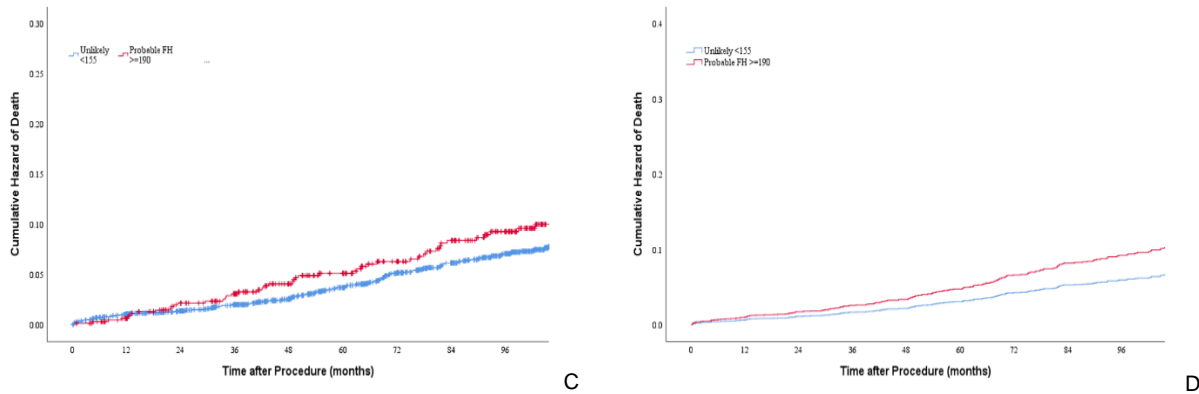 0.30
0.25
0.20
0.15
0.10
0.05
0.00
Cumulative Hazard of Death
Unlikely
<155
Probable FH
>=190
...
0 12 24 36 48 60 72 84 96
Time after Procedure (months)
C
0.4
0.3
0.2
0.1
0.0
Cumulative Hazard of Death
Unlikely <155
Probable FH >=190
0 12 24 36 48 60 72 84 96
Time after Procedure (months)
D